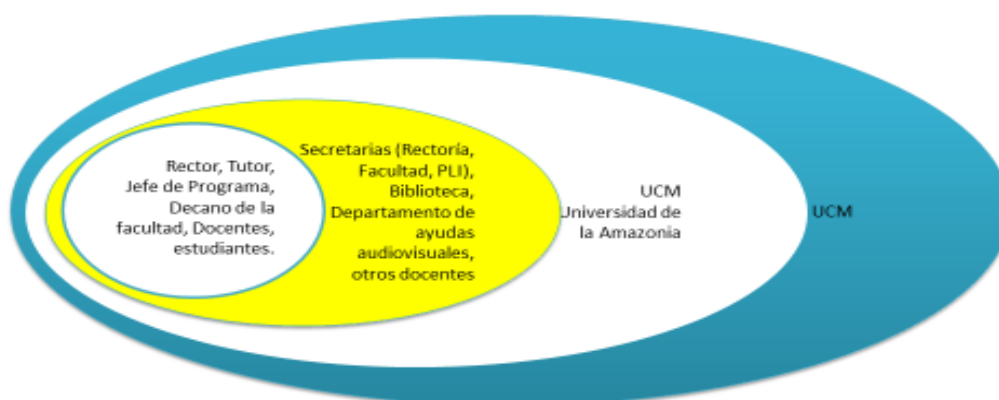 Rector, Tutor,
Jefe de Programa,
Decano de la
facultad, Docentes,
estudiantes.
Secretarias (Rectoría,
Facultad, PLI),
Biblioteca,
Departamento de
ayudas
audiovisuales,
otros docentes
UCM
Universidad de
la Amazonia
UCM